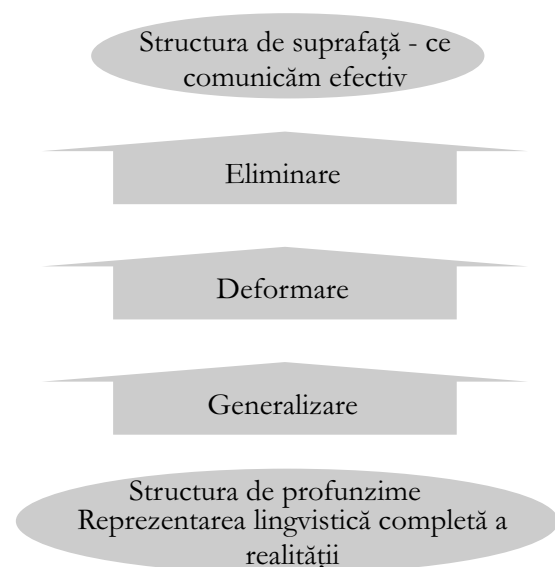 Structura de suprafață - ce
comunicăm efectiv
Eliminare
Deformare
Generalizare
Structura de profunzime
Reprezentarea lingvistică completă a
realității